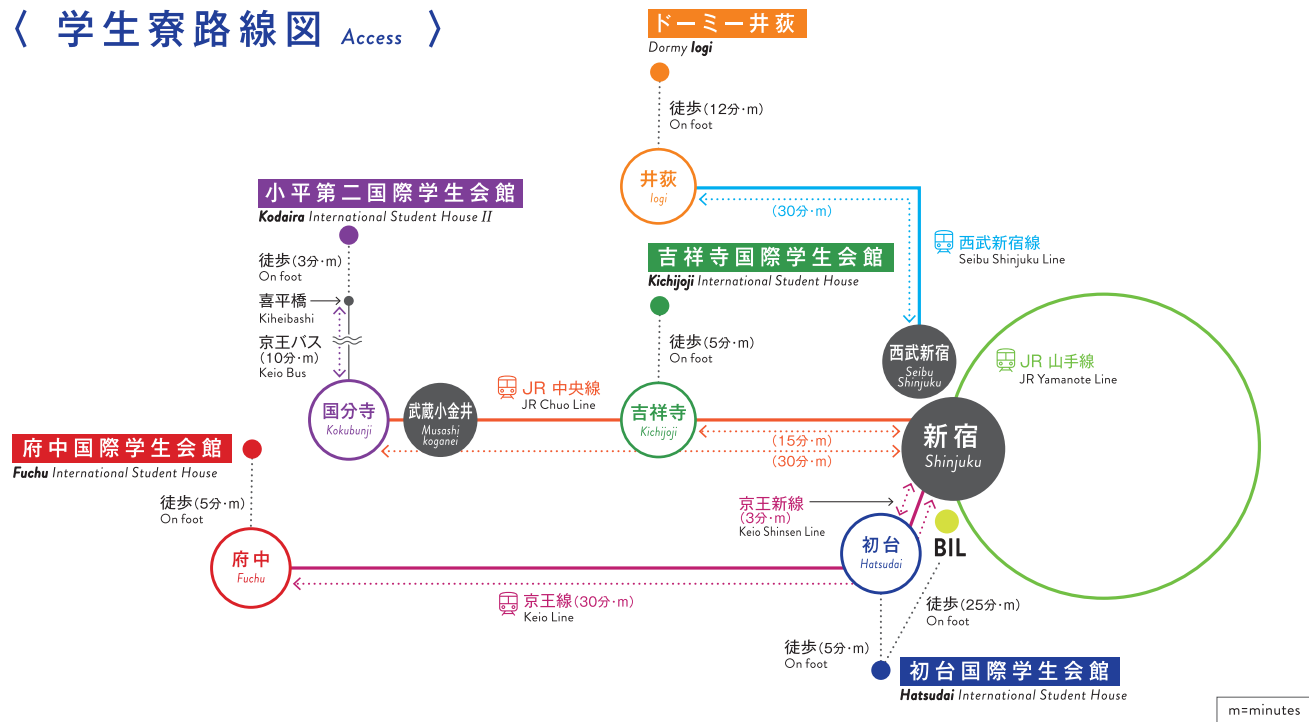 〈 学生寮路線図 Access 〉
ドーミー井荻
Dormy Iogi
徒歩(12分・m)
On foot
井荻
Iogi
(30分・m)
西武新宿線
Seibu Shinjuku Line
小平第二国際学生会館
Kodaira International Student House II
徒歩(3分・m)
On foot
喜平橋
Kiheibashi
京王バス
(10分・m)
Keio Bus
吉祥寺国際学生会館
Kichijoji International Student House
徒歩(5分・m)
On foot
西武新宿
Seibu
Shinjuku
JR 山手線
JR Yamanote Line
国分寺
Kokubunji
武蔵小金井
Musashi
koganei
JR 中央線
JR Chuo Line
吉祥寺
Kichijoji
(15分・m)
(30分・m)
新宿
Shinjuku
府中国際学生会館
Fuchu International Student House
徒歩(5分・m)
On foot
府中
Fuchu
京王新線
(3分・m)
Keio Shinsen Line
初台
Hatsudai
BIL
京王線(30分・m)
Keio Line
徒歩(25分・m)
On foot
徒歩(5分・m)
On foot
初台国際学生会館
Hatsudai International Student House
m=minutes